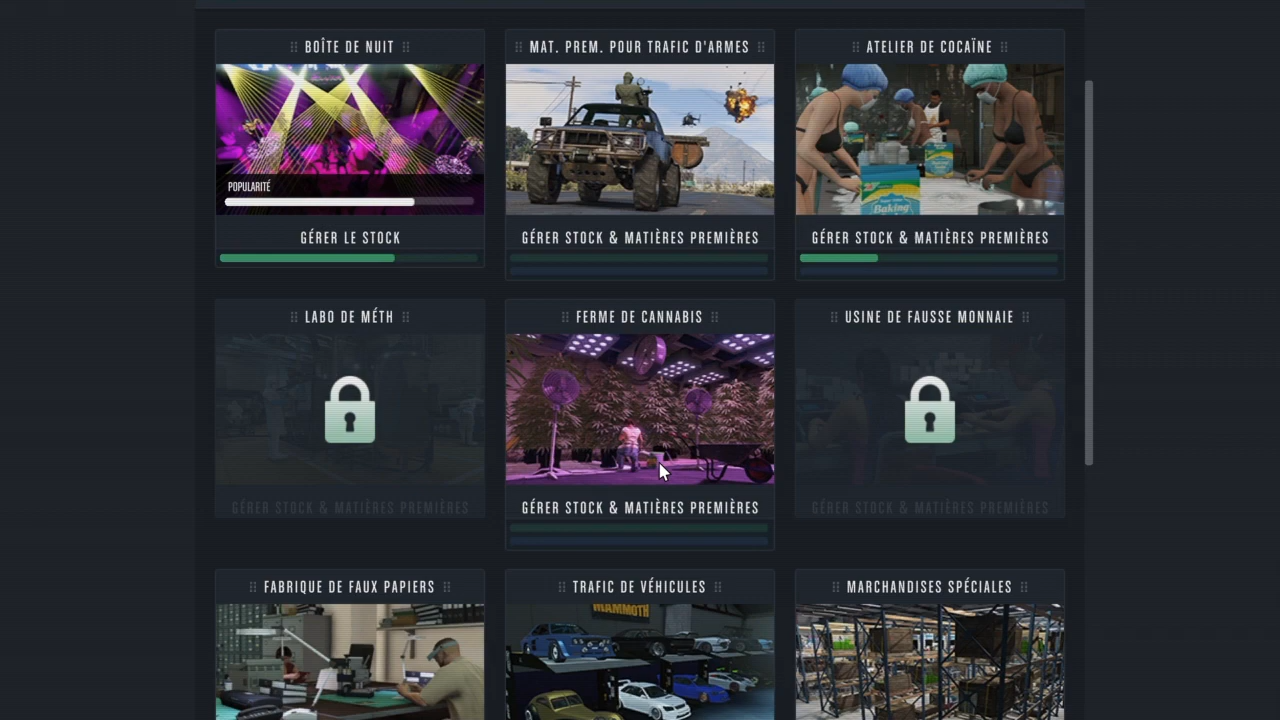 BOÎTE DE NUIT
MAT. PREM. POUR TRAFIC D'ARMES
ATELIER DE COCAÏNE
POPULARITÉ
Baking
GÉRER LE STOCK
GÉRER STOCK & MATIÈRES PREMIÈRES
GÉRER STOCK & MATIÈRES PREMIÈRES
LABO DE MÉTH
FERME DE CANNABIS
USINE DE FAUSSE MONNAIE
GÉRER STOCK & MATIÈRES PREMIÈRES
GÉRER STOCK & MATIÈRES PREMIÈRES
GÉRER STOCK & MATIÈRES PREMIÈRES
FABRIQUE DE FAUX PAPIERS
TRAFIC DE VÉHICULES
MARCHANDISES SPÉCIALES
MAMMOTH